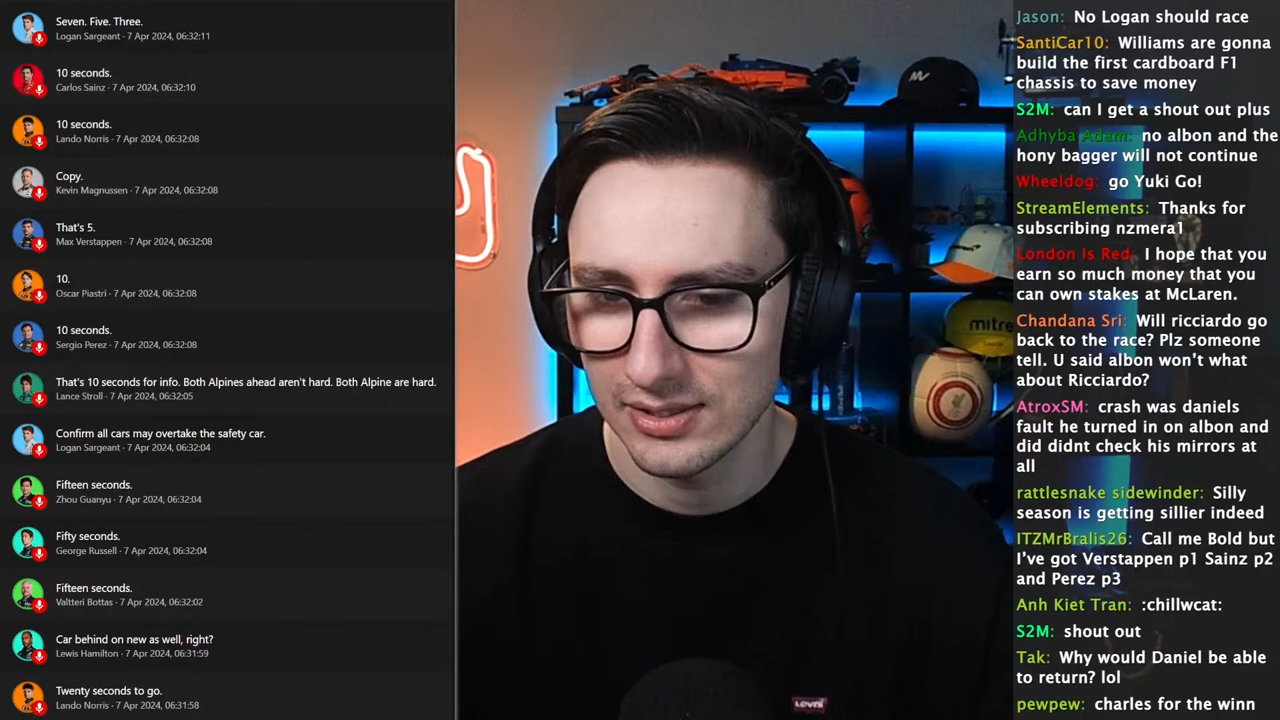 Seven. Five. Three.
Logan Sargeant · 7 Apr 2024, 06:32:11
10 seconds.
Carlos Sainz · 7 Apr 2024, 06:32:10
10 seconds.
Lando Norris · 7 Apr 2024, 06:32:08
Copy.
Kevin Magnussen · 7 Apr 2024, 06:32:08
That's 5.
Max Verstappen · 7 Apr 2024, 06:32:08
10.
Oscar Piastri · 7 Apr 2024, 06:32:08
10 seconds.
Sergio Perez · 7 Apr 2024, 06:32:08
That's 10 seconds for info. Both Alpines ahead aren't hard. Both Alpine are hard.
Lance Stroll · 7 Apr 2024, 06:32:05
Confirm all cars may overtake the safety car.
Logan Sargeant · 7 Apr 2024, 06:32:04
Fifteen seconds.
Zhou Guanyu · 7 Apr 2024, 06:32:04
Fifty seconds.
George Russell · 7 Apr 2024, 06:32:04
Fifteen seconds.
Valtteri Bottas · 7 Apr 2024, 06:32:02
Car behind on new as well, right?
Lewis Hamilton · 7 Apr 2024, 06:31:59
Twenty seconds to go.
Lando Norris · 7 Apr 2024, 06:31:58
mitre
Levi's
Jason: No Logan should race
SantiCar10: Williams are gonna
build the first cardboard F1
chassis to save money
S2M: can I get a shout out plus
Adhyba Adam: no albon and the
hony bagger will not continue
Wheeldog: go Yuki Go!
StreamElements: Thanks for
subscribing nzmera1
London Is Red: I hope that you
earn so much money that you
can own stakes at McLaren.
Chandana Sri: Will ricciardo go
back to the race? Plz someone
tell. U said albon won't what
about Ricciardo?
AtroxSM: crash was daniels
fault he turned in on albon and
did didnt check his mirrors at
all
rattlesnake sidewinder: Silly
season is getting sillier indeed
ITZMrBralis26: Call me Bold but
I've got Verstappen p1 Sainz p2
and Perez p3
Anh Kiet Tran: :chillwcat:
S2M: shout out
Tak: Why would Daniel be able
to return? lol
pewpew: charles for the winn